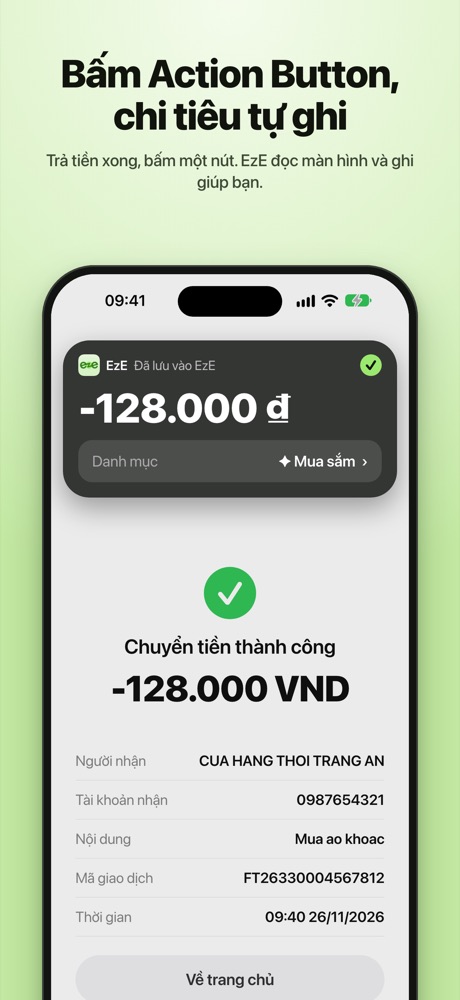 Bấm Action Button,
chi tiêu tự ghi
Trả tiền xong, bấm một nút. EzE đọc màn hình và ghi
giúp bạn.
09:41
eze EzE Đã lưu vào EzE
-128.000 ₫
Danh mục Mua sắm ›
Chuyển tiền thành công
-128.000 VND
Người nhận CUA HANG THOI TRANG AN
Tài khoản nhận 0987654321
Nội dung Mua ao khoac
Mã giao dịch FT26330004567812
Thời gian 09:40 26/11/2026
Về trang chủ